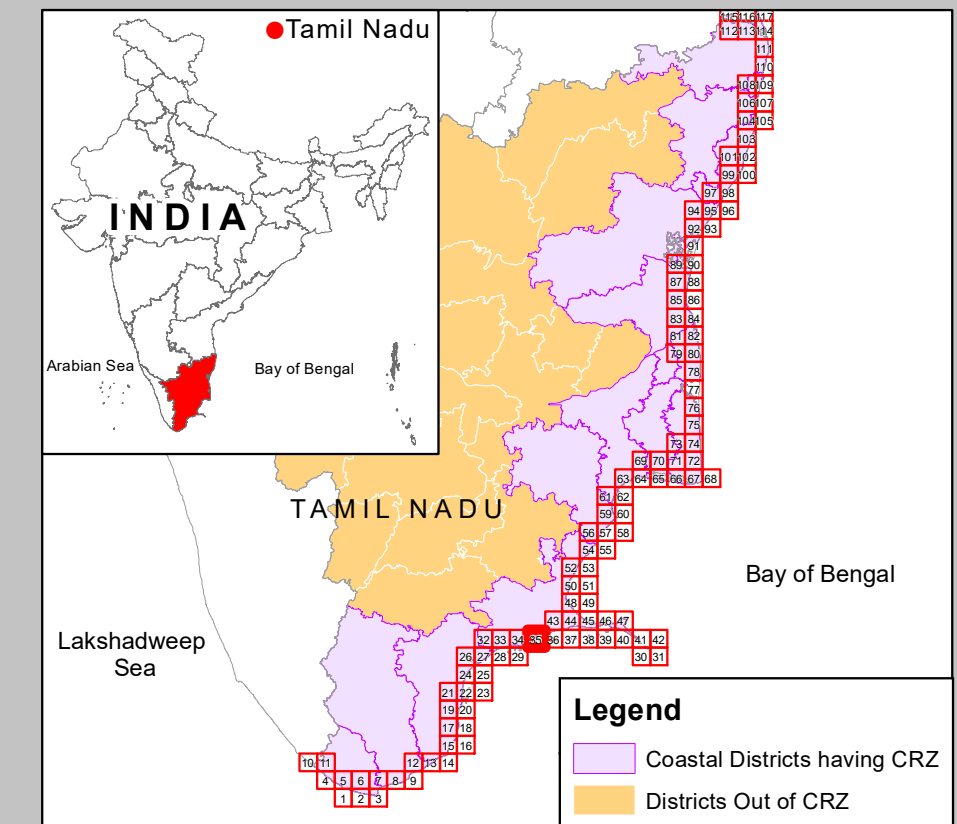 Tamil Nadu
INDIA
Arabian Sea
Bay of Bengal
115 116 117
112 113 114
111
110
108 109
106 107
104 105
103
101 102
99 100
97 98
94 95 96
92 93
91
89 90
87 88
85 86
83 84
81 82
79 80
78
77
76
75
73 74
69 70 71 72
63 64 65 66 67 68
61 62
TAMIL NADU
59 60
56 57 58
54 55
52 53
Bay of Bengal
50 51
48 49
43 44 45 46 47
Lakshadweep
Sea
32 33 34 35 36 37 38 39 40 41 42
26 27 28 29 30 31
24 25
21 22 23
19 20
17 18
15 16
10 11 12 13 14
4 5 6 7 8 9
1 2 3
Legend
Coastal Districts having CRZ
Districts Out of CRZ